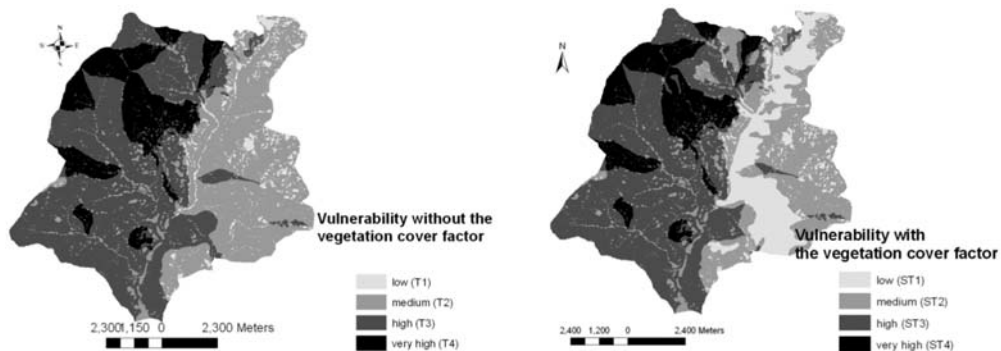 N
S E
Vulnerability without the
vegetation cover factor
low (T1)
medium (T2)
high (T3)
very high (T4)
2,300 1,150 0 2,300 Meters
N
Vulnerability with
the vegetation cover factor
low (ST1)
medium (ST2)
high (ST3)
very high (ST4)
2,400 1,200 0 2,400 Meters